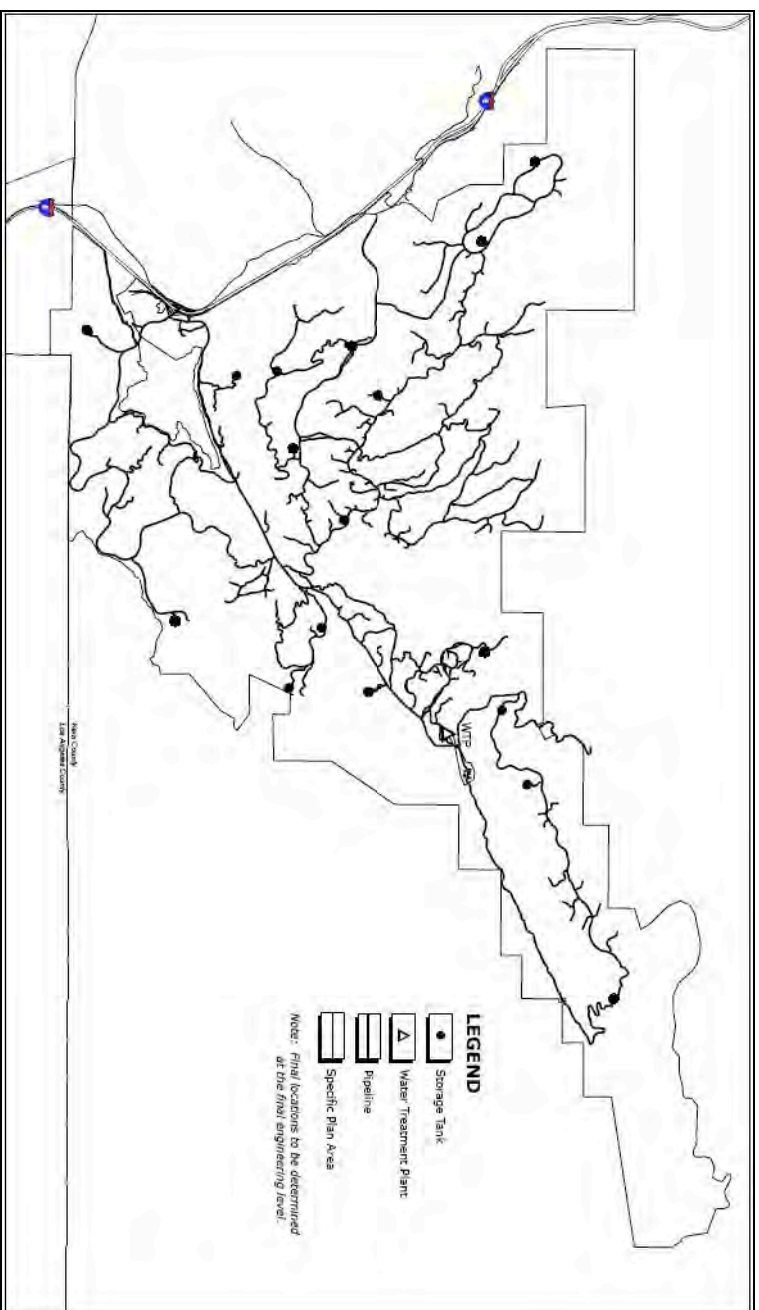 WTP
Kern County
Los Angeles County
LEGEND
Storage Tank
Water Treatment Plant
Pipeline
Specific Plan Area
Note: Final locations to be determined
at the final engineering level.